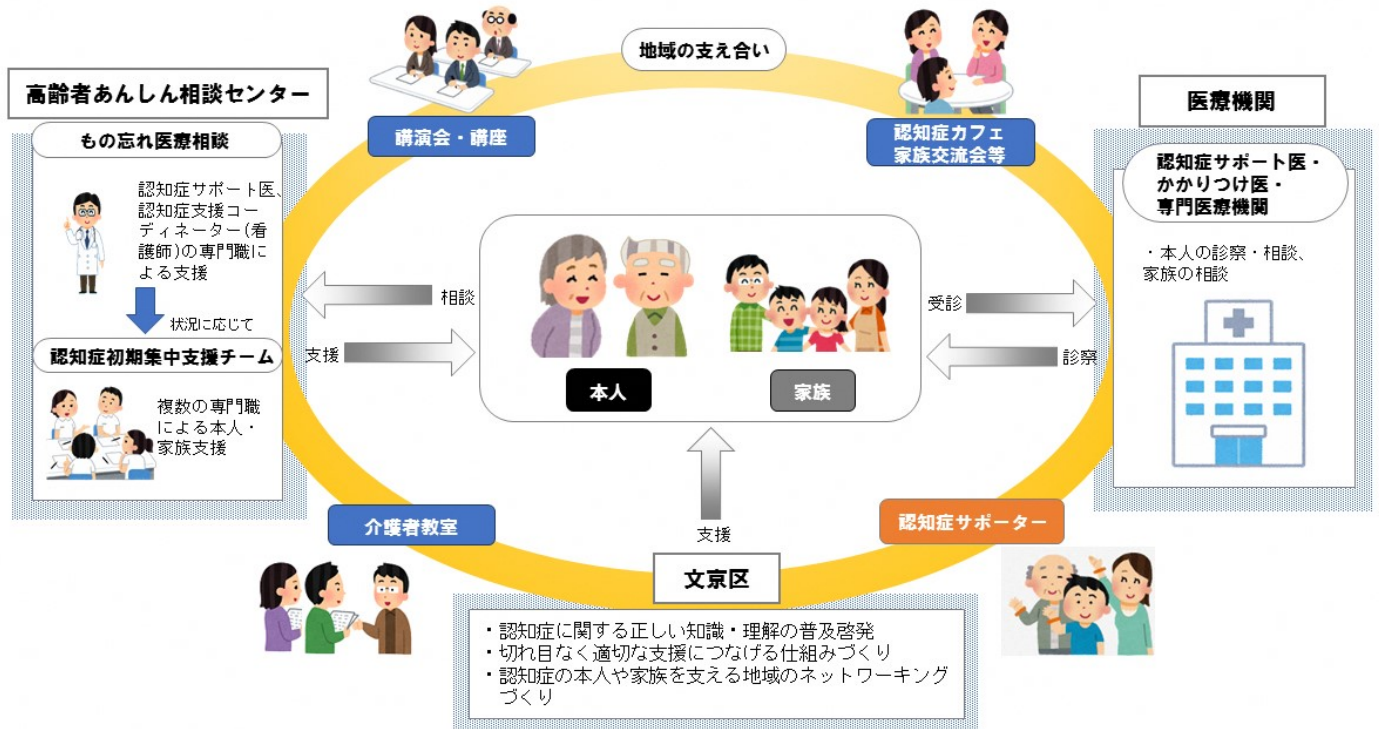 地域の支え合い
講演会・講座
認知症カフェ
家族交流会等
高齢者あんしん相談センター
もの忘れ医療相談
認知症サポート医、
認知症支援コー
ディネーター(看
護師)の専門職に
よる支援
状況に応じて
認知症初期集中支援チーム
複数の専門職
による本人・
家族支援
相談
支援
本人
家族
受診
診察
医療機関
認知症サポート医・
かかりつけ医・
専門医療機関
・本人の診察・相談、
家族の相談
介護者教室
支援
認知症サポーター
文京区
・認知症に関する正しい知識・理解の普及啓発
・切れ目なく適切な支援につなげる仕組みづくり
・認知症の本人や家族を支える地域のネットワーキング
づくり